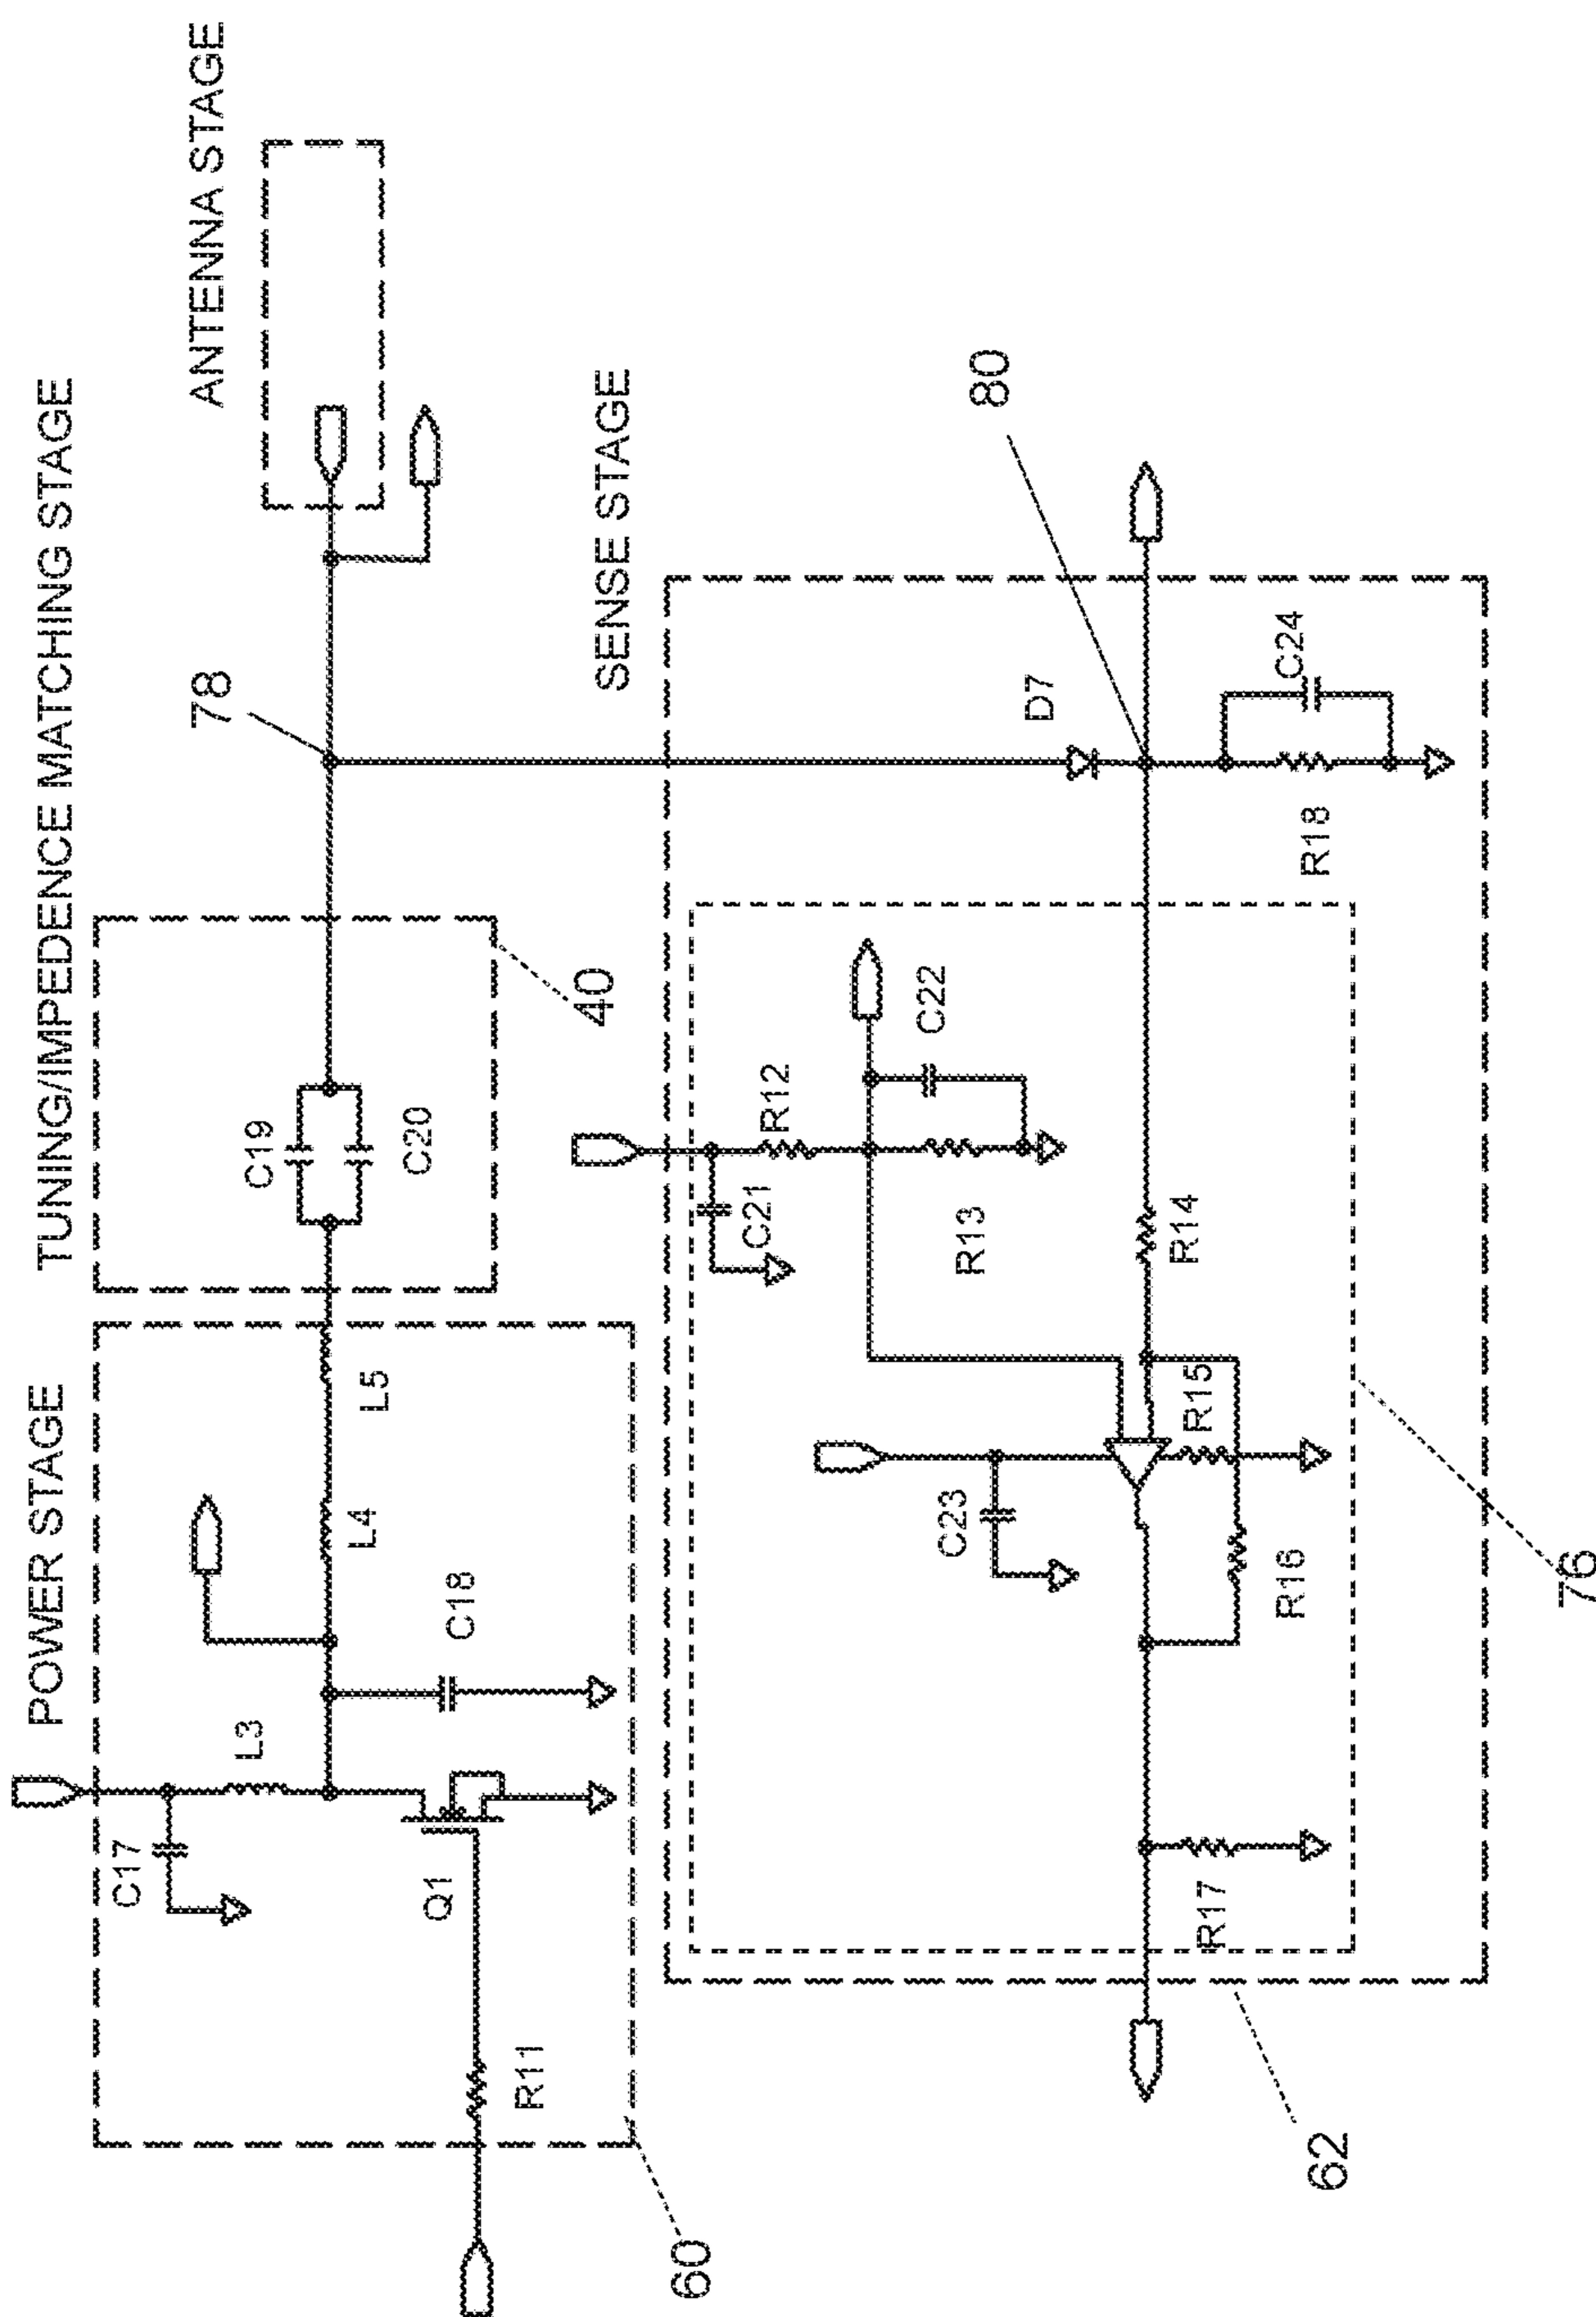 POWER STAGE
TUNING/IMPEDENCE MATCHING STAGE
ANTENNA STAGE
C17
L3
Q1
R11
C18
L4
L5
60
C19
C20
40
78
SENSE STAGE
C21
R12
C22
R13
C23
R14
R15
R16
R17
D7
80
C24
R18
62
76